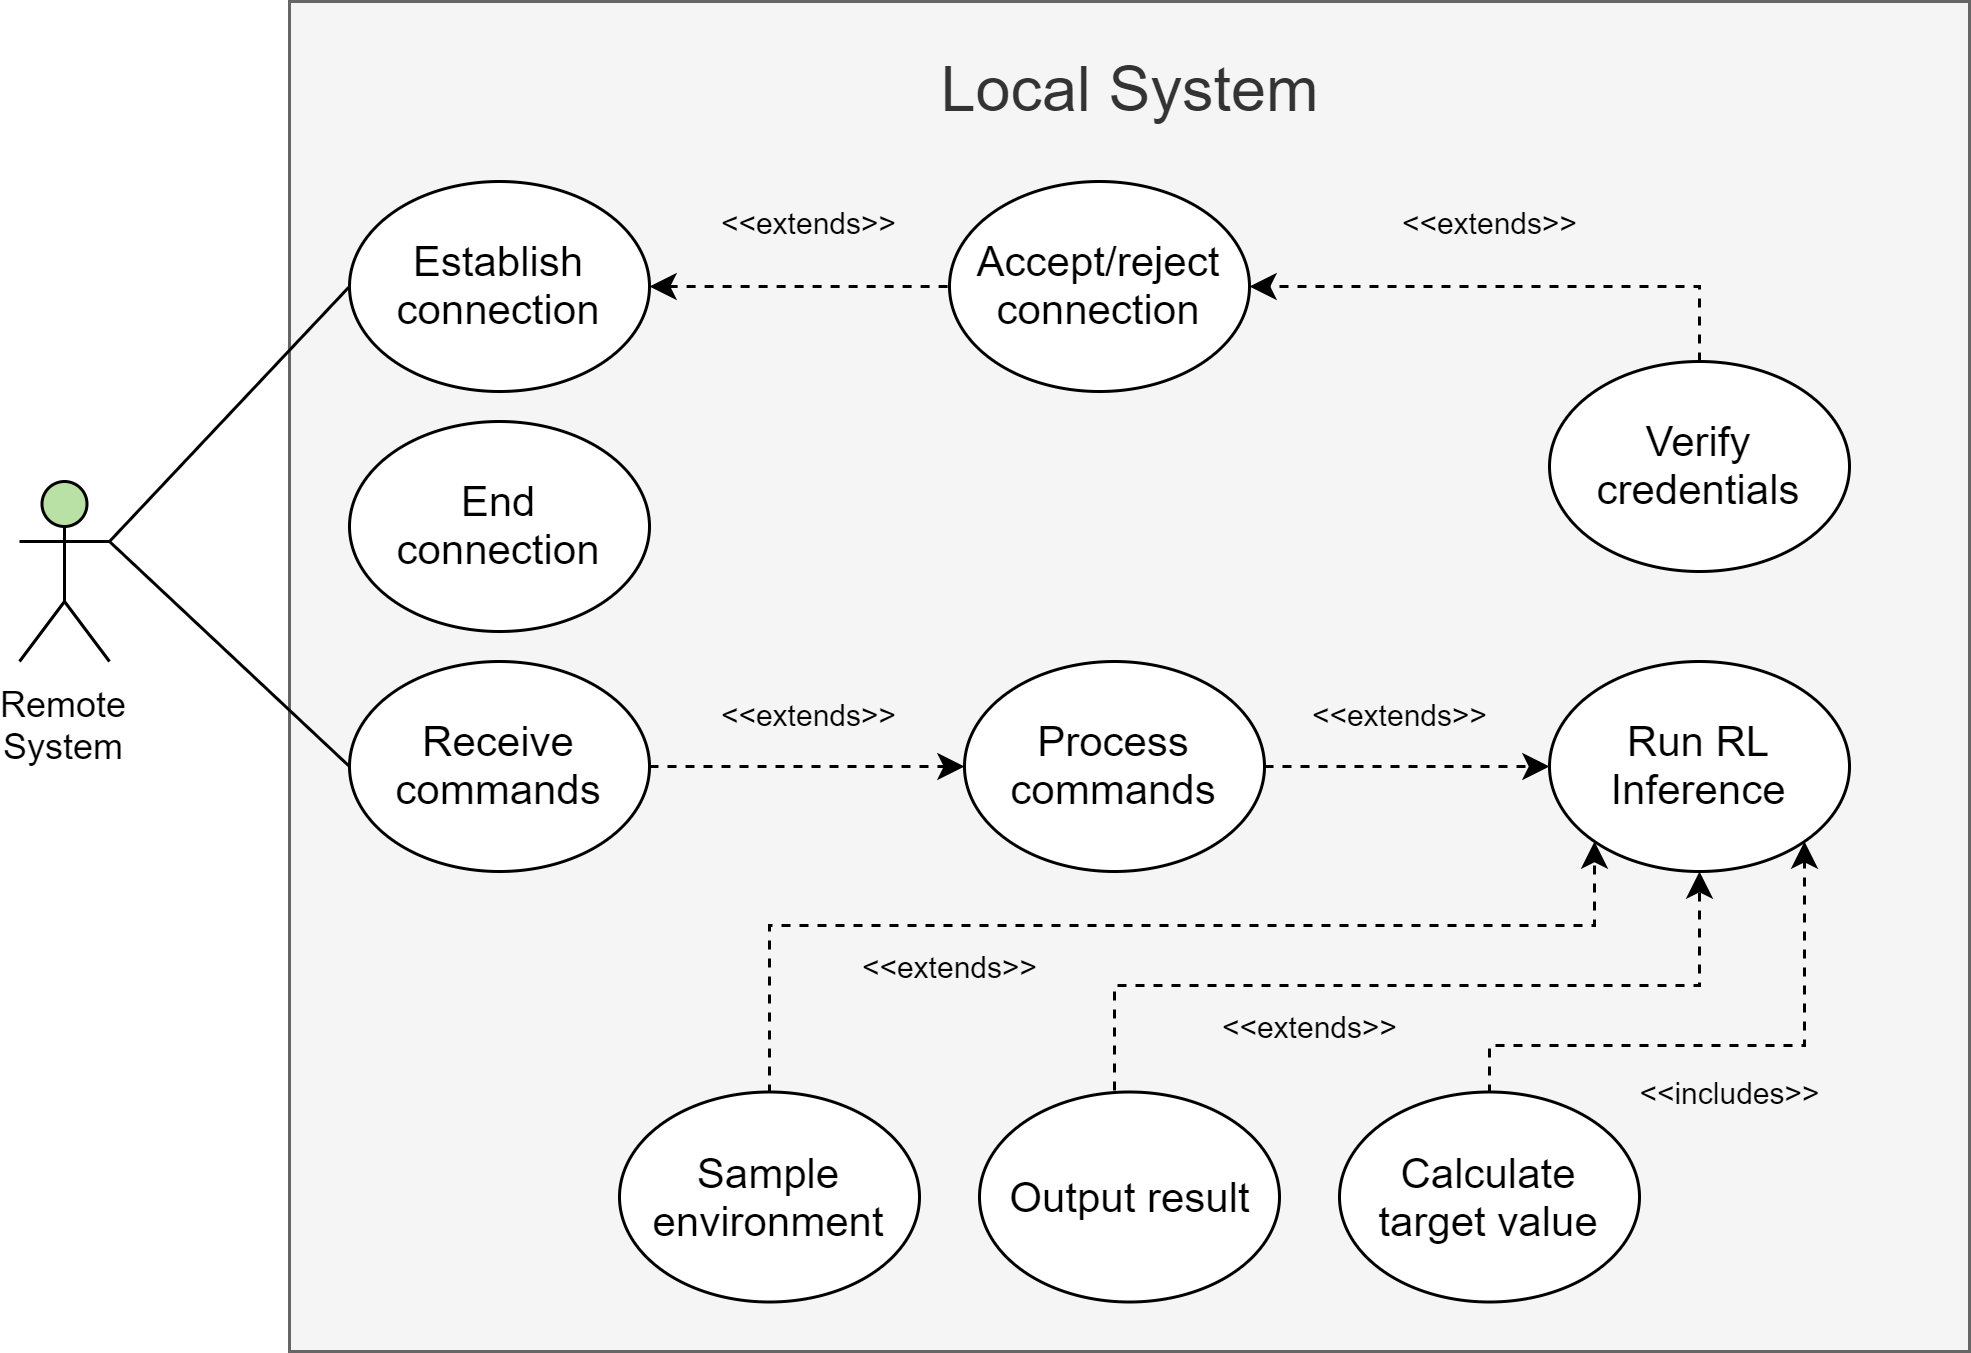 Local System
Establish
connection
<<extends>>
Accept/reject
connection
<<extends>>
Verify
credentials
End
connection
Remote
System
Receive
commands
<<extends>>
Process
commands
<<extends>>
Run RL
Inference
<<extends>>
<<extends>>
<<includes>>
Sample
environment
Output result
Calculate
target value